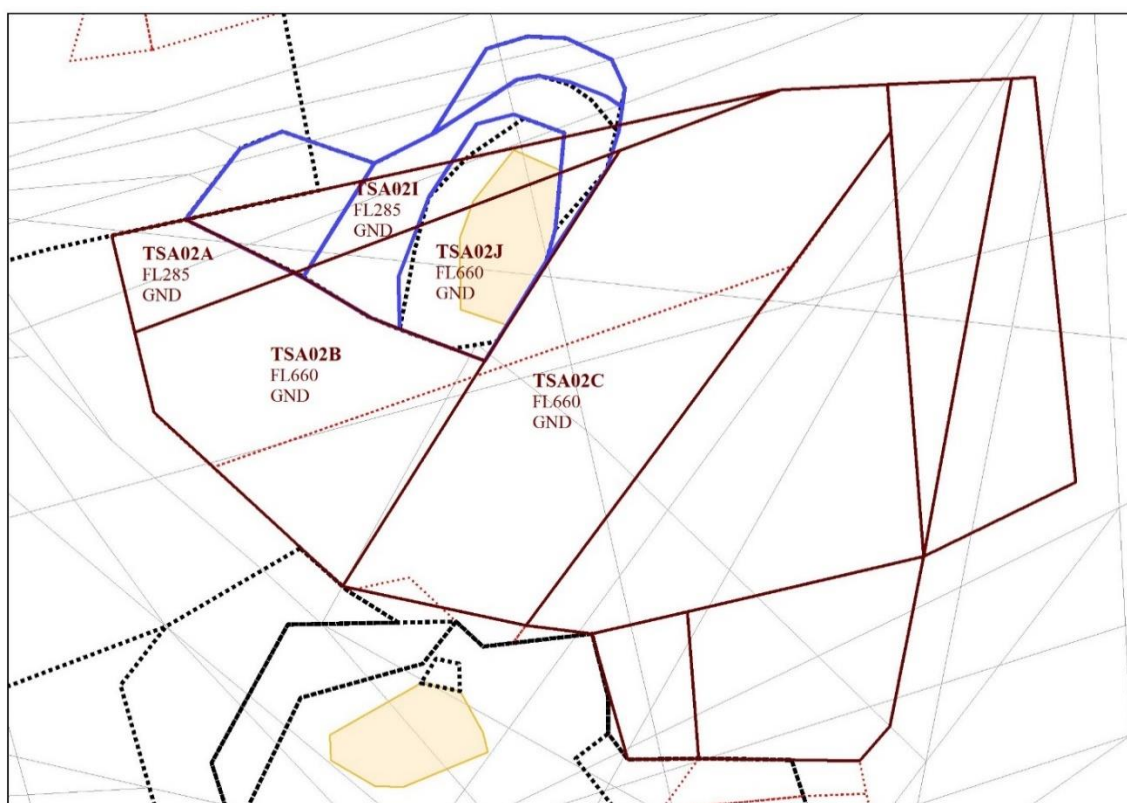 TSA02I
FL285
GND
TSA02A
FL285
GND
TSA02J
FL660
GND
TSA02B
FL660
GND
TSA02C
FL660
GND